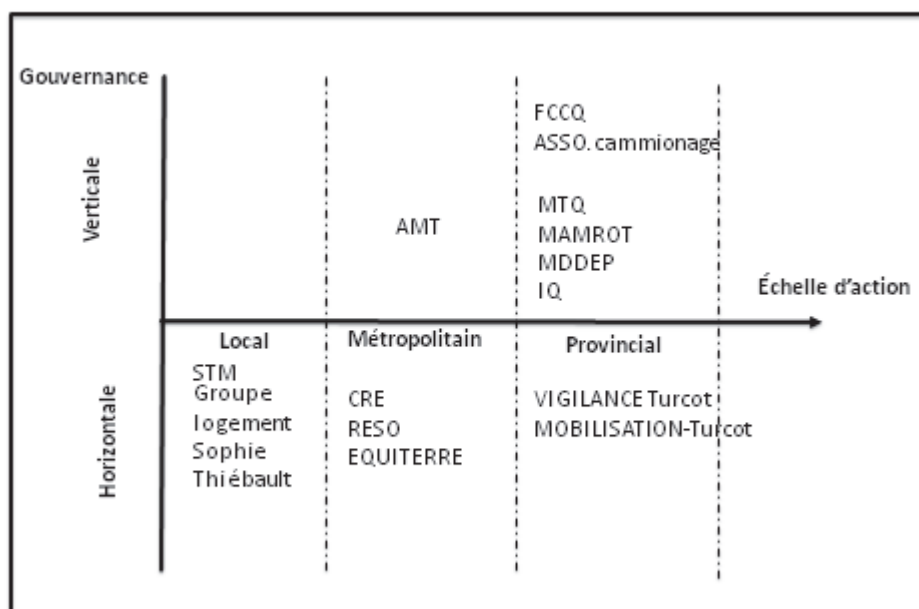 Gouvernance
Verticale
FCCQ
ASSO. cammionage
AMT
MTQ
MAMROT
MDDEP
IQ
Échelle d'action
Local
Métropolitain
Provincial
Horizontale
STM
Groupe
logement
Sophie
Thiébault
CRE
RESO
EQUITERRE
VIGILANCE Turcot
MOBILISATION-Turcot